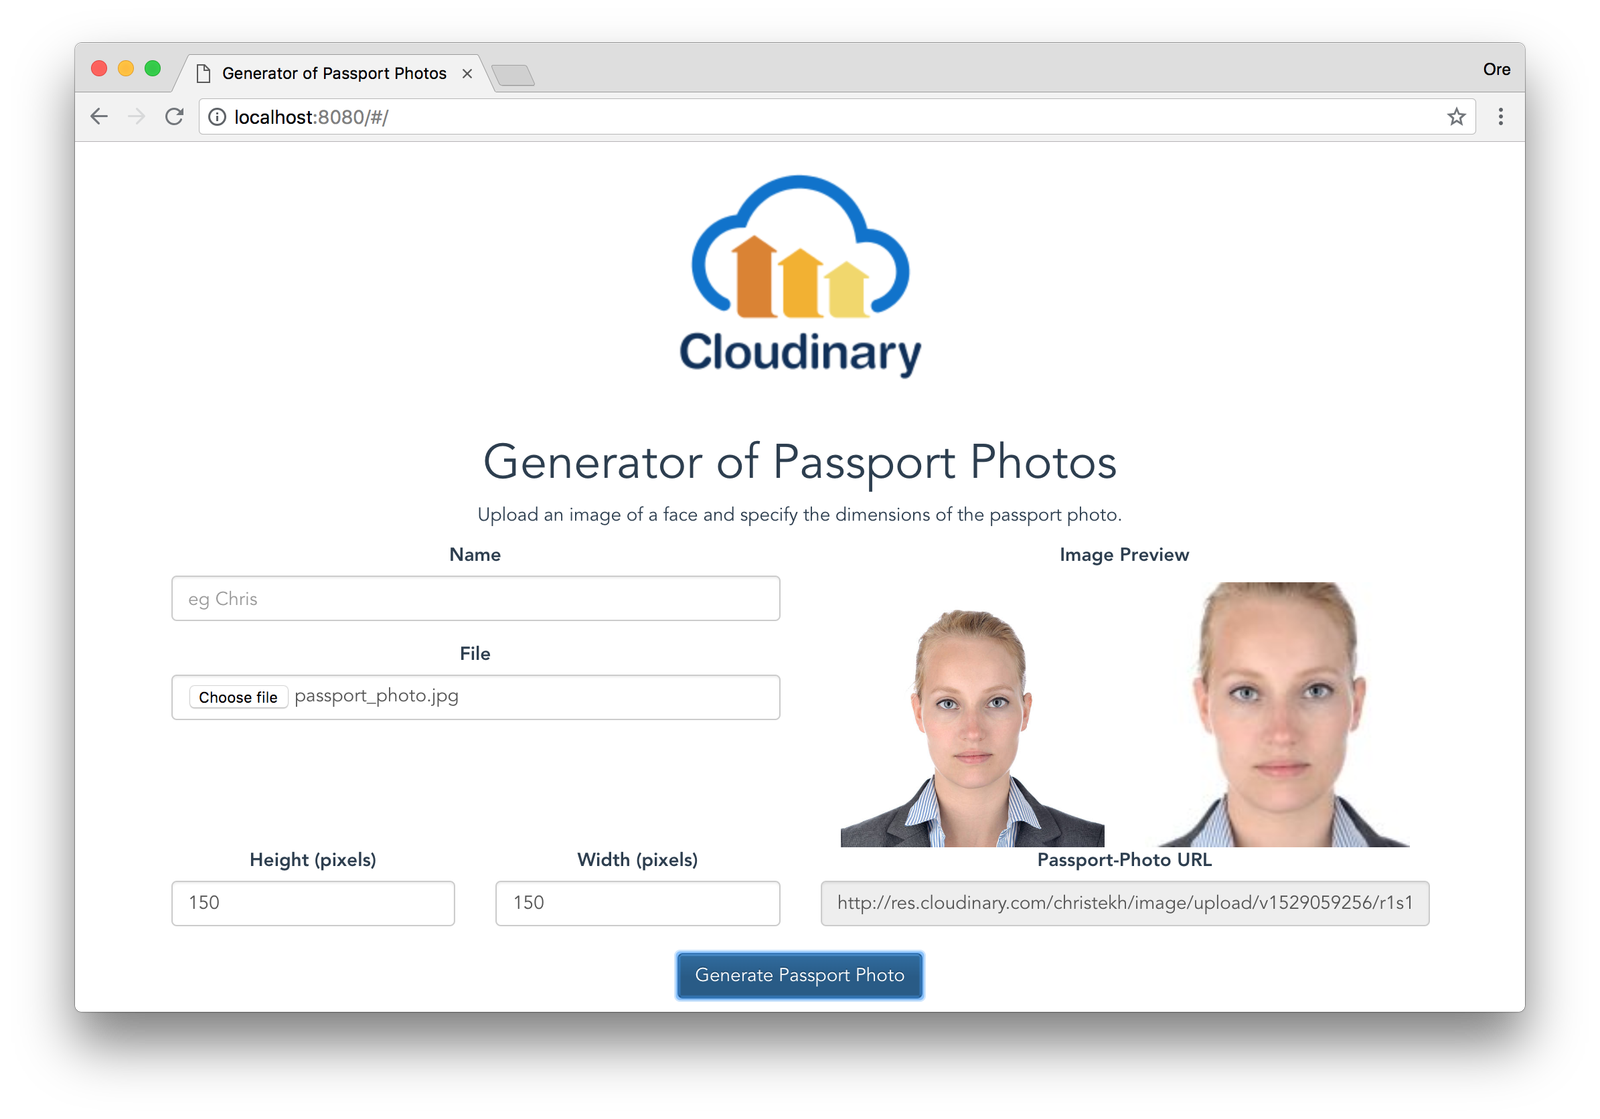 Generator of Passport Photos
Ore
localhost:8080/#/
Cloudinary
Generator of Passport Photos
Upload an image of a face and specify the dimensions of the passport photo.
Name
eg Chris
File
Choose file passport_photo.jpg
Image Preview
Height (pixels)
150
Width (pixels)
150
Passport-Photo URL
http://res.cloudinary.com/christekh/image/upload/v1529059256/r1s1
Generate Passport Photo